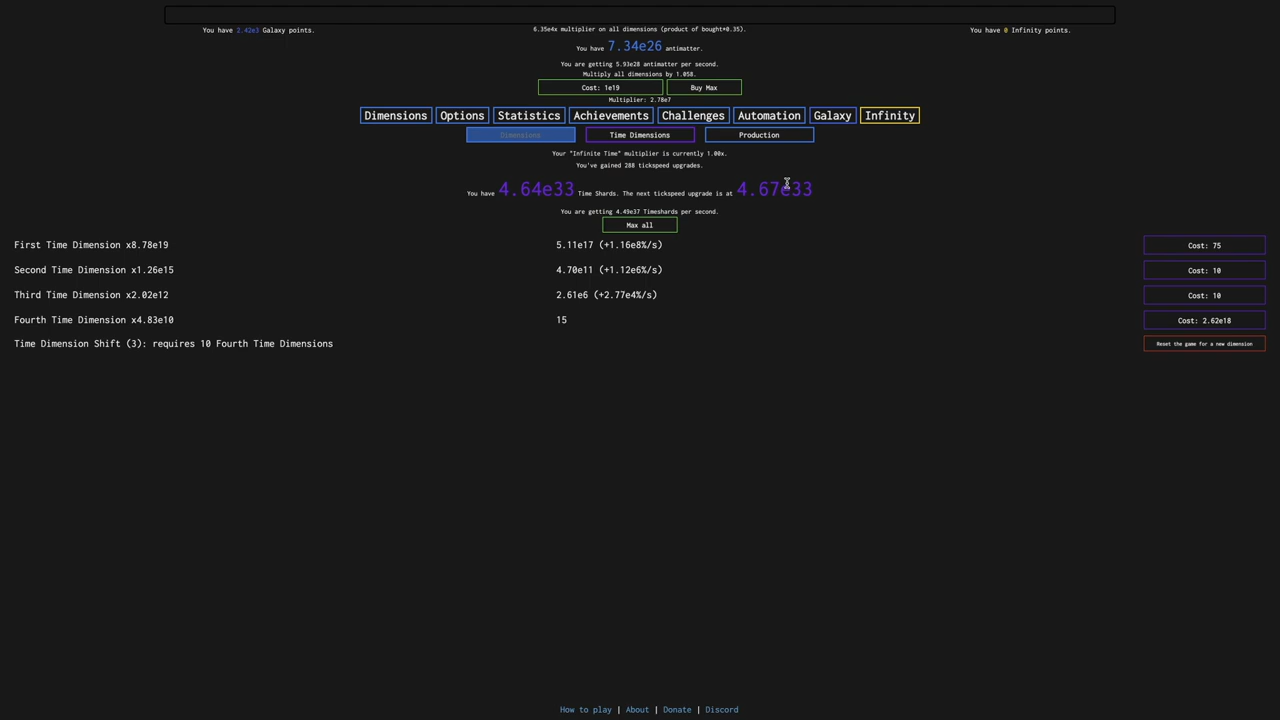 You have 2.42e3 Galaxy points.
6.35e4x multiplier on all dimensions (product of bought*0.35).
You have 0 Infinity points.
You have 7.34e26 antimatter.
You are getting 5.93e28 antimatter per second.
Multiply all dimensions by 1.058.
Cost: 1e19 Buy Max
Multiplier: 2.78e7
Dimensions Options Statistics Achievements Challenges Automation Galaxy Infinity
Dimensions Time Dimensions Production
Your "Infinite Time" multiplier is currently 1.00x.
You've gained 288 tickspeed upgrades.
You have 4.64e33 Time Shards. The next tickspeed upgrade is at 4.67e33
You are getting 4.49e37 Timeshards per second.
Max all
First Time Dimension x8.78e19 5.11e17 (+1.16e8%/s) Cost: 75
Second Time Dimension x1.26e15 4.70e11 (+1.12e6%/s) Cost: 10
Third Time Dimension x2.02e12 2.61e6 (+2.77e4%/s) Cost: 10
Fourth Time Dimension x4.83e10 15 Cost: 2.62e18
Time Dimension Shift (3): requires 10 Fourth Time Dimensions Reset the game for a new dimension
How to play | About | Donate | Discord